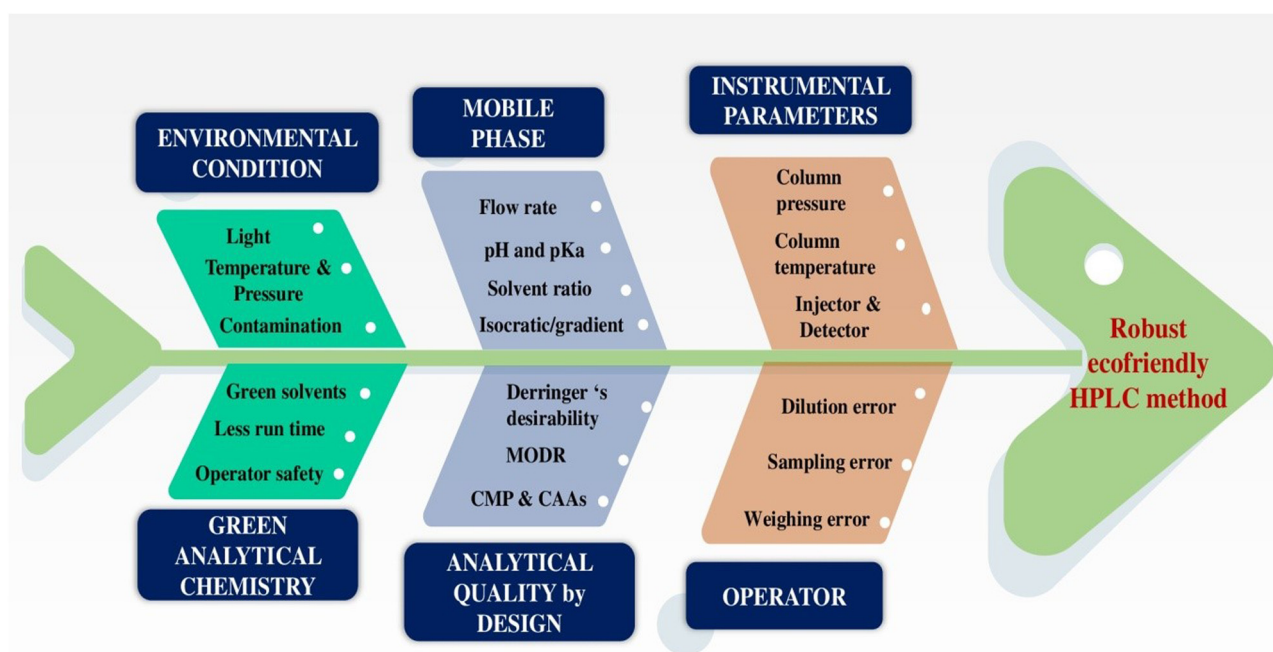 ENVIRONMENTAL
CONDITION
Light
Temperature &
Pressure
Contamination
MOBILE
PHASE
Flow rate
pH and pKa
Solvent ratio
Isocratic/gradient
INSTRUMENTAL
PARAMETERS
Column
pressure
Column
temperature
Injector &
Detector
Robust
ecofriendly
HPLC method
Green solvents
Less run time
Operator safety
GREEN
ANALYTICAL
CHEMISTRY
Derringer ‘s
desirability
MODR
CMP & CAAs
ANALYTICAL
QUALITY by
DESIGN
Dilution error
Sampling error
Weighing error
OPERATOR